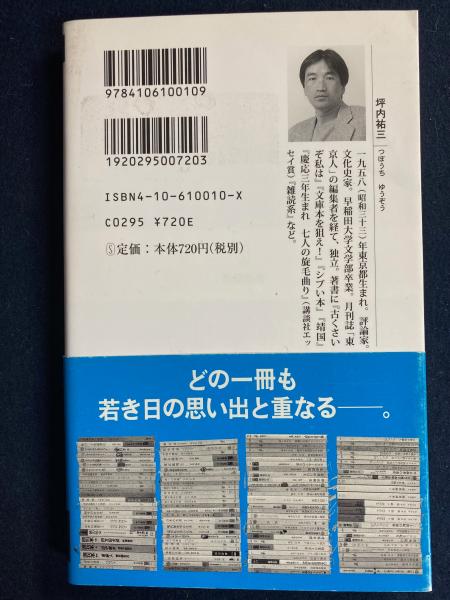 9784106100109
1920295007203
ISBN4-10-610010-X
C0295 ¥720E
Ⓢ定価：本体720円(税別)
坪内祐三
つぼうち ゆうぞう
一九五八(昭和三十三)年東京都生まれ。評論家。
文化史家。早稲田大学文学部卒業。月刊誌「東
京人」の編集者を経て、独立。著書に『古くさい
ぞ私は』『文庫本を狙え!』『シブい本』『靖国』
『慶応三年生まれ 七人の旋毛曲り』(講談社エッ
セイ賞)『雑読系』など。
どの一冊も
若き日の思い出と重なる――。